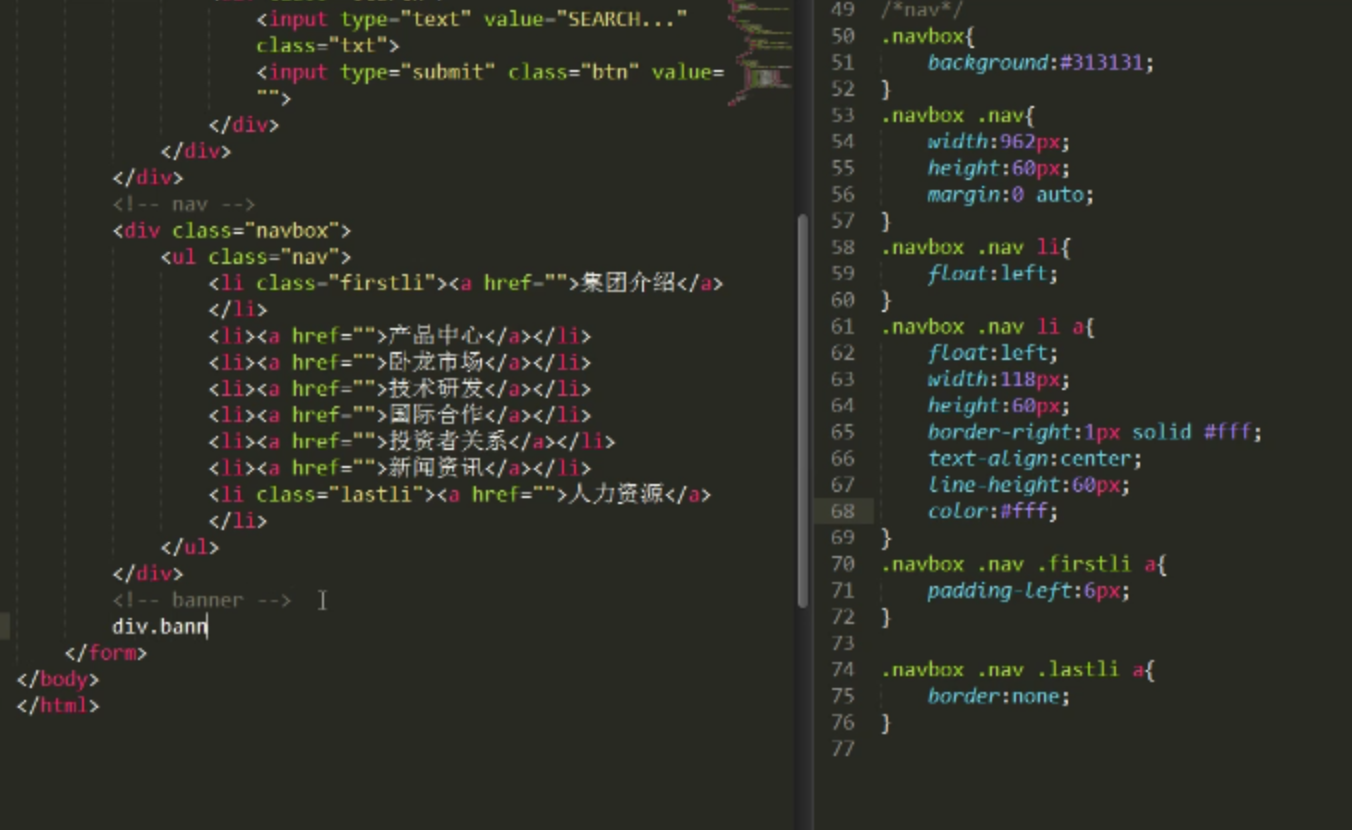 <input type="text" value="SEARCH..."
class="txt">
<input type="submit" class="btn" value=
"">
</div>
</div>
</div>
<!-- nav -->
<div class="navbox">
<ul class="nav">
<li class="firstli"><a href="">集团介绍</a>
</li>
<li><a href="">产品中心</a></li>
<li><a href="">卧龙市场</a></li>
<li><a href="">技术研发</a></li>
<li><a href="">国际合作</a></li>
<li><a href="">投资者关系</a></li>
<li><a href="">新闻资讯</a></li>
<li class="lastli"><a href="">人力资源</a>
</li>
</ul>
</div>
<!-- banner -->
div.bann
</form>
</body>
</html>
49 /*nav*/
50 .navbox{
51 background:#313131;
52 }
53 .navbox .nav{
54 width:962px;
55 height:60px;
56 margin:0 auto;
57 }
58 .navbox .nav li{
59 float:left;
60 }
61 .navbox .nav li a{
62 float:left;
63 width:118px;
64 height:60px;
65 border-right:1px solid #fff;
66 text-align:center;
67 line-height:60px;
68 color:#fff;
69 }
70 .navbox .nav .firstli a{
71 padding-left:6px;
72 }
73
74 .navbox .nav .lastli a{
75 border:none;
76 }
77